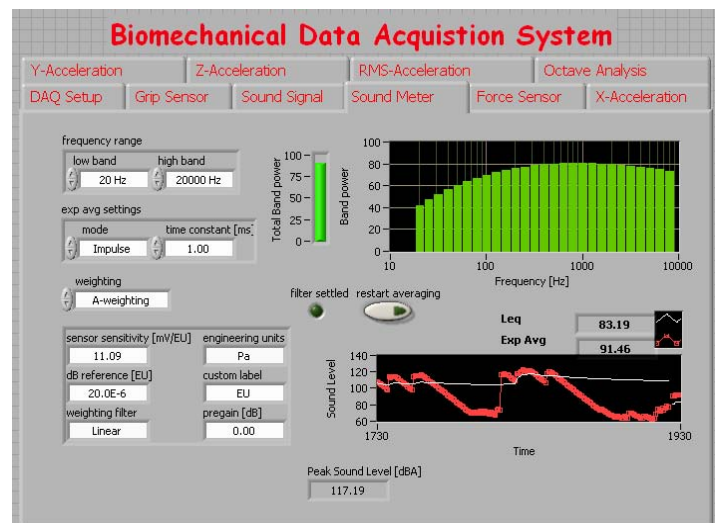 Biomechanical Data Acquistion System
Y-Acceleration Z-Acceleration RMS-Acceleration Octave Analysis
DAQ Setup Grip Sensor Sound Signal Sound Meter Force Sensor X-Acceleration
frequency range
low band high band
20 Hz 20000 Hz
exp avg settings
mode time constant [ms]
Impulse 1.00
weighting
A-weighting
Total Band power
100
75
50
25
0
Band power
100
80
60
40
20
0
10 100 1000 10000
Frequency [Hz]
filter settled restart averaging
Leq 83.19
Exp Avg 91.46
sensor sensitivity [mV/EU] engineering units
11.09 Pa
dB reference [EU] custom label
20.0E-6 EU
weighting filter pregain [dB]
Linear 0.00
Sound Level
140
120
100
80
60
1730 1930
Time
Peak Sound Level [dBA]
117.19